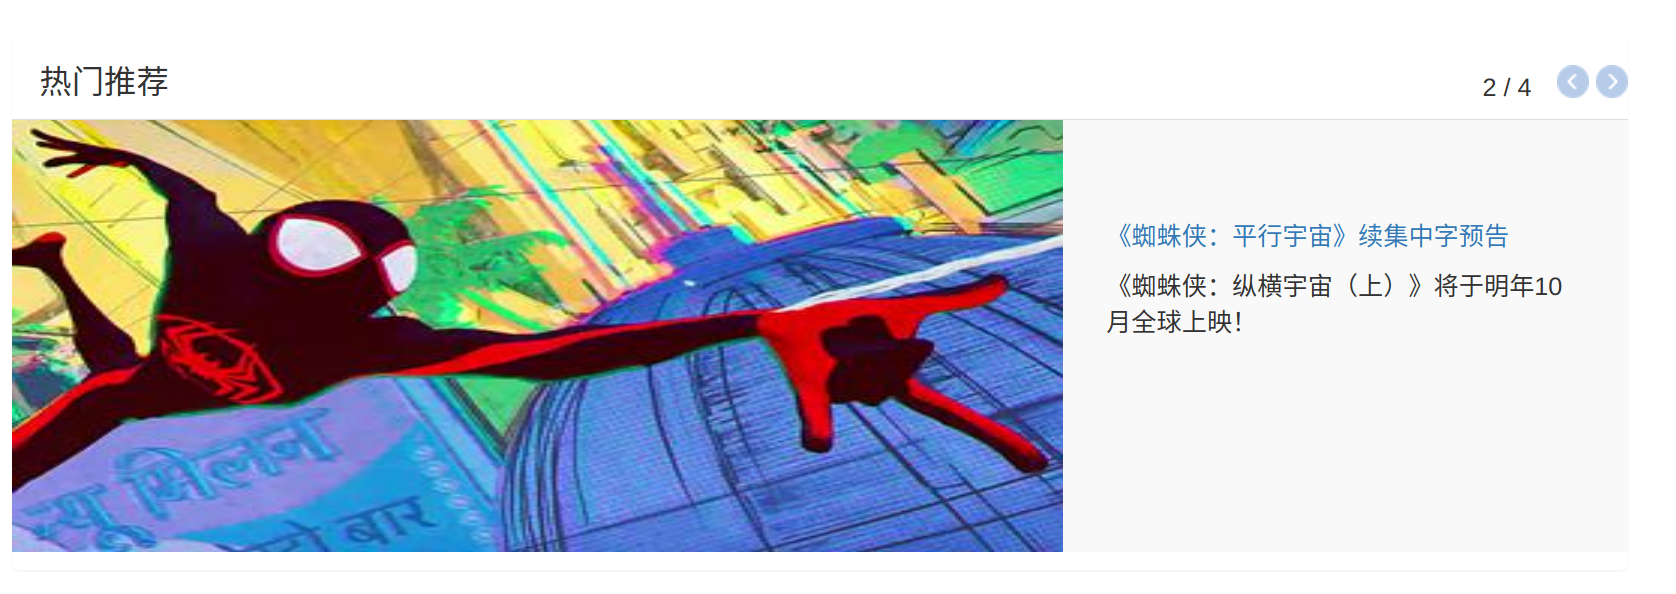 热门推荐
2 / 4
《蜘蛛侠：平行宇宙》续集中字预告
《蜘蛛侠：纵横宇宙（上）》将于明年10
月全球上映！
न्यू मिलन
बार